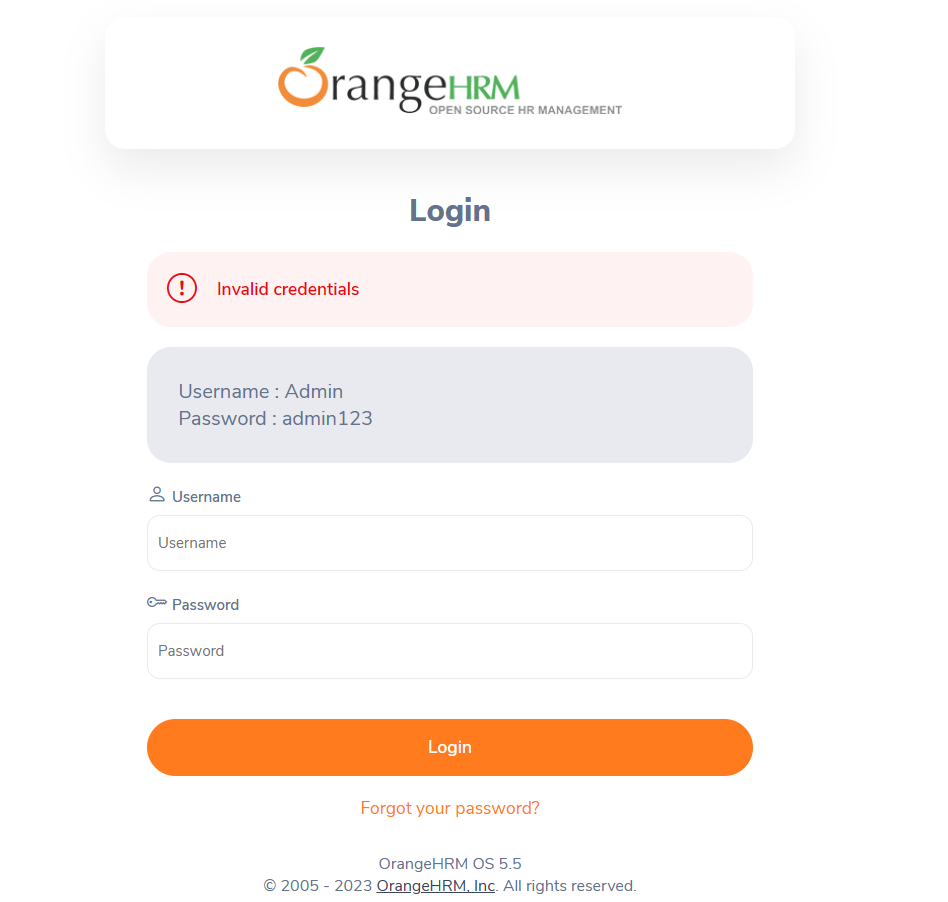 OrangeHRM
OPEN SOURCE HR MANAGEMENT
Login
Invalid credentials
Username : Admin
Password : admin123
Username
Username
Password
Password
Login
Forgot your password?
OrangeHRM OS 5.5
© 2005 - 2023 OrangeHRM, Inc. All rights reserved.